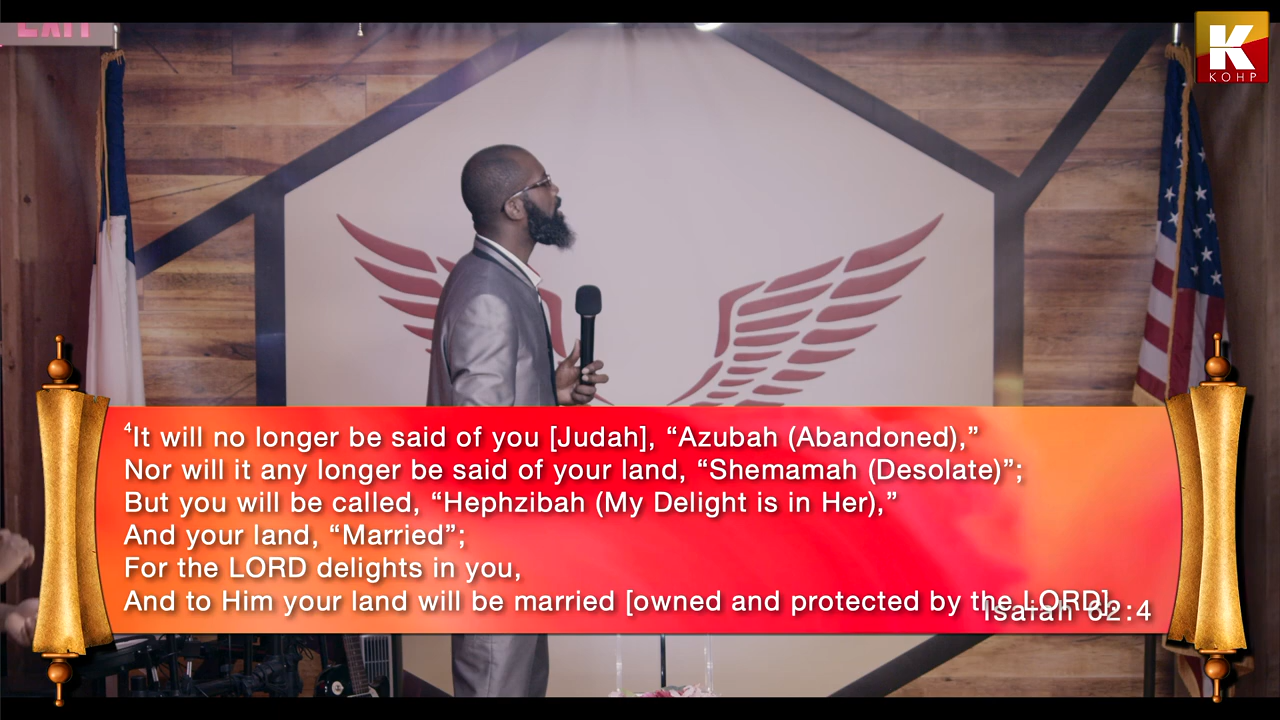 EXIT
K
KOHP
⁴It will no longer be said of you [Judah], “Azubah (Abandoned),”
Nor will it any longer be said of your land, “Shemamah (Desolate)”;
But you will be called, “Hephzibah (My Delight is in Her),”
And your land, “Married”;
For the LORD delights in you,
And to Him your land will be married [owned and protected by the LORD].
Isaiah 62:4